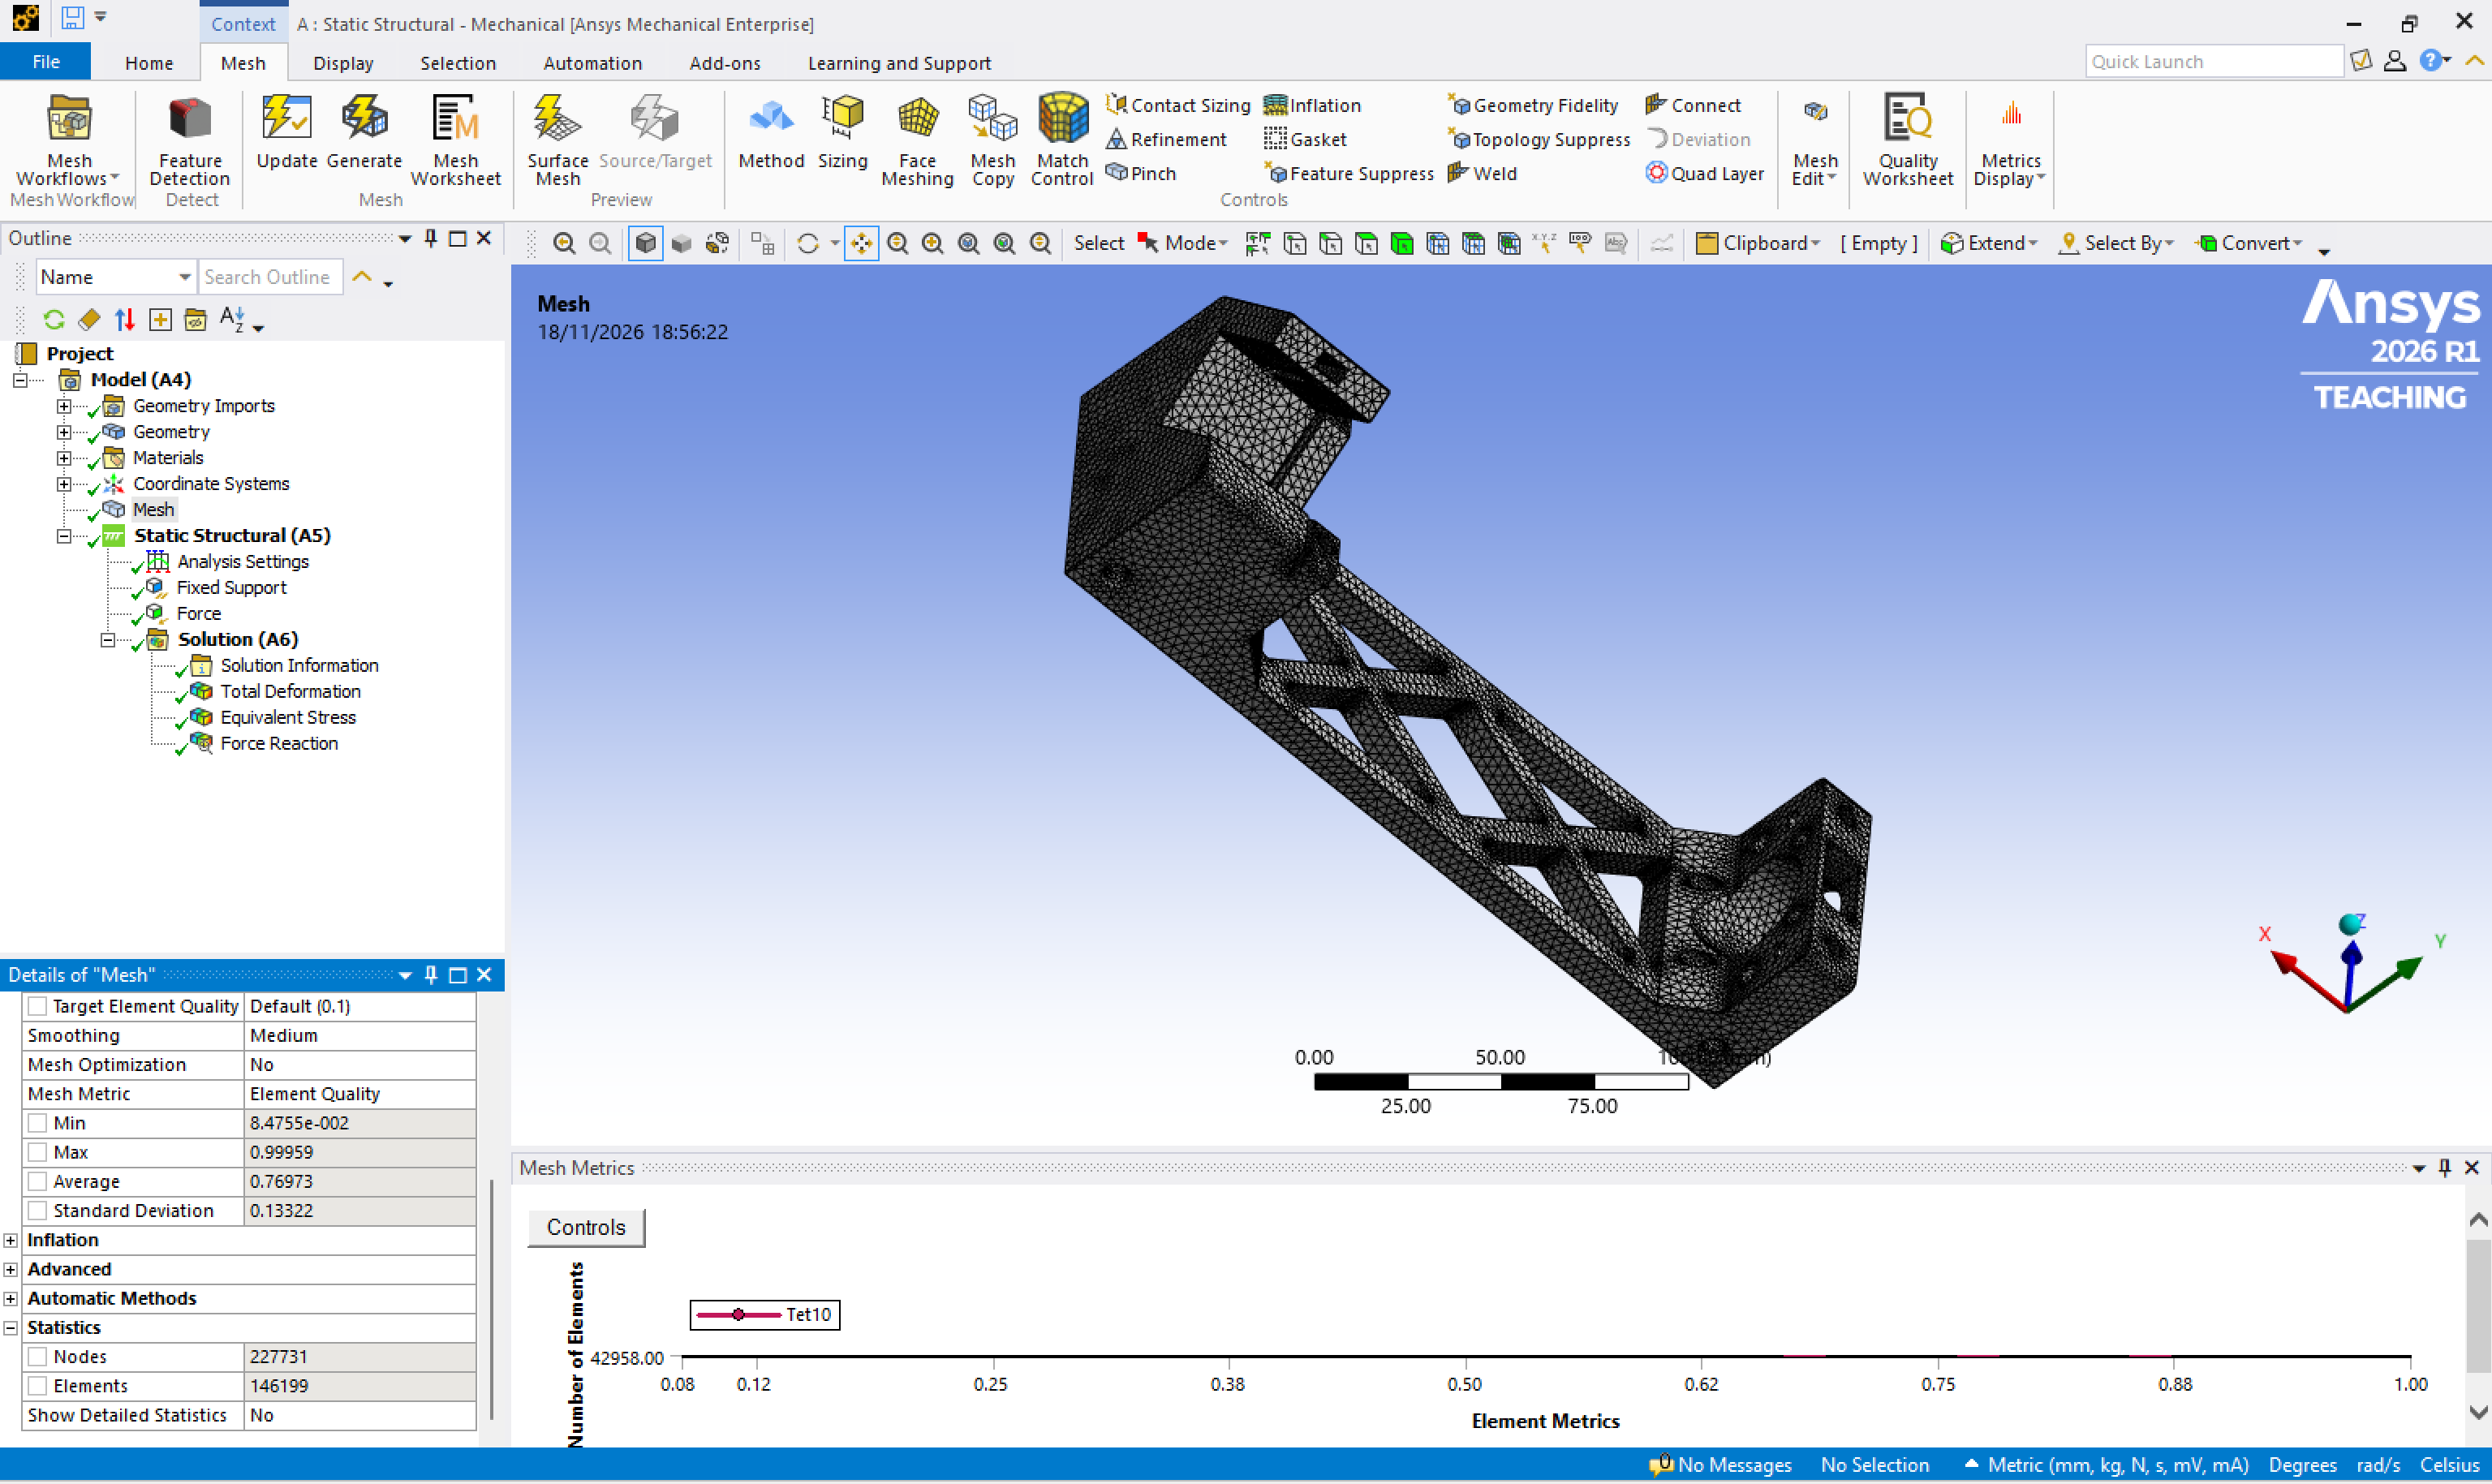 Context A : Static Structural - Mechanical [Ansys Mechanical Enterprise]
File Home Mesh Display Selection Automation Add-ons Learning and Support Quick Launch
Mesh Workflows
Feature Detection
Update
Generate
Mesh Worksheet
Surface Mesh
Source/Target
Method
Sizing
Face Meshing
Mesh Copy
Match Control
Contact Sizing
Refinement
Pinch
Inflation
Gasket
Feature Suppress
Geometry Fidelity
Topology Suppress
Weld
Connect
Deviation
Quad Layer
Mesh Edit
Quality Worksheet
Metrics Display
Mesh Workflow Detect Mesh Preview Controls
Outline
Name Search Outline
Select Mode Clipboard [ Empty ] Extend Select By Convert
Project
Model (A4)
Geometry Imports
Geometry
Materials
Coordinate Systems
Mesh
Static Structural (A5)
Analysis Settings
Fixed Support
Force
Solution (A6)
Solution Information
Total Deformation
Equivalent Stress
Force Reaction
Mesh
18/11/2026 18:56:22
Ansys
2026 R1
TEACHING
X Z Y
0.00 50.00
25.00 75.00
Details of "Mesh"
Target Element Quality Default (0.1)
Smoothing Medium
Mesh Optimization No
Mesh Metric Element Quality
Min 8.4755e-002
Max 0.99959
Average 0.76973
Standard Deviation 0.13322
Inflation
Advanced
Automatic Methods
Statistics
Nodes 227731
Elements 146199
Show Detailed Statistics No
Mesh Metrics
Controls
Number of Elements
Tet10
42958.00
0.08 0.12 0.25 0.38 0.50 0.62 0.75 0.88 1.00
Element Metrics
0 No Messages No Selection Metric (mm, kg, N, s, mV, mA) Degrees rad/s Celsius